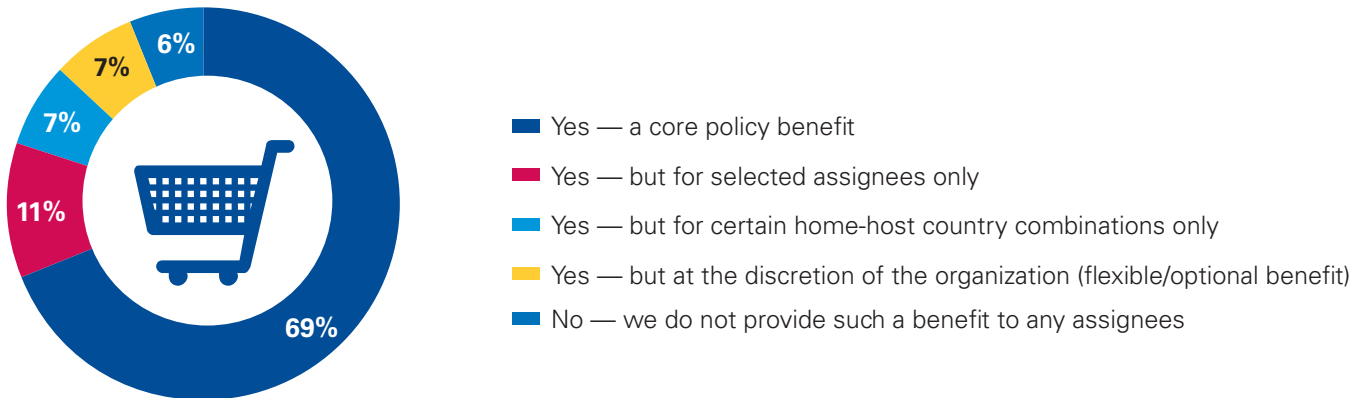 6%
7%
7%
11%
69%
Yes — a core policy benefit
Yes — but for selected assignees only
Yes — but for certain home-host country combinations only
Yes — but at the discretion of the organization (flexible/optional benefit)
No — we do not provide such a benefit to any assignees